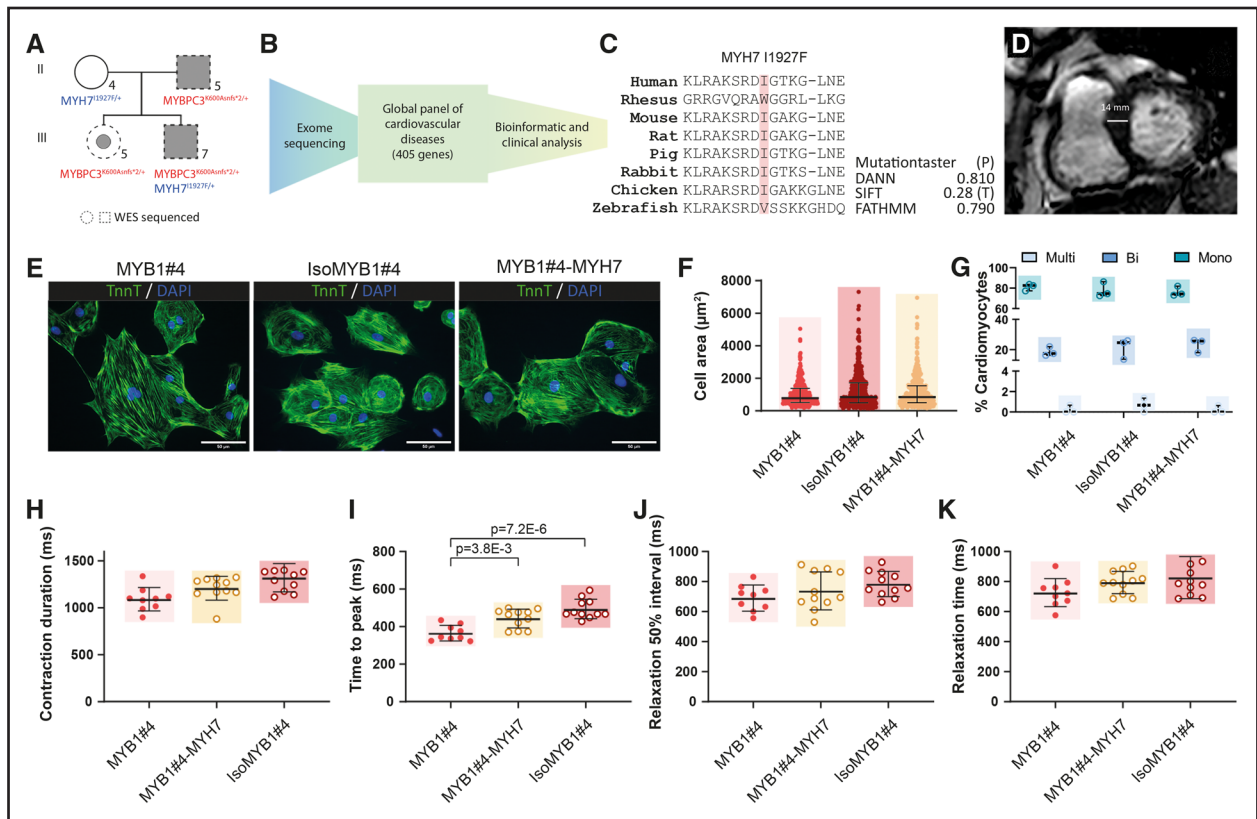 A
II
4
5
MYH7I1927F/+
MYBPC3K600Asnfs*2/+
III
5
7
MYBPC3K600Asnfs*2/+
MYBPC3K600Asnfs*2/+
MYH7I1927F/+
WES sequenced
B
Exome
sequencing
Global panel of
cardiovascular
diseases
(405 genes)
Bioinformatic and
clinical analysis
C
MYH7 I1927F
Human KLRAKSRDIGTKG-LNE
Rhesus GRRGVQRAWGGRL-LKG
Mouse KLRAKSRDIGAKG-LNE
Rat KLRAKSRDIGAKG-LNE
Pig KLRAKSRDIGTKG-LNE
Rabbit KLRAKSRDIGTKS-LNE
Chicken KLRARSRDIGAKKGLNE
Zebrafish KLRAKSRDVSSKKGHDQ
Mutationtaster (P)
DANN 0.810
SIFT 0.28 (T)
FATHMM 0.790
D
14 mm
E
MYB1#4
TnnT / DAPI
50 µm
IsoMYB1#4
TnnT / DAPI
50 µm
MYB1#4-MYH7
TnnT / DAPI
50 µm
F
Cell area (µm²)
8000
6000
4000
2000
0
MYB1#4
IsoMYB1#4
MYB1#4-MYH7
G
Multi Bi Mono
% Cardiomyocytes
100
80
60
40
20
4
2
0
MYB1#4
IsoMYB1#4
MYB1#4-MYH7
H
Contraction duration (ms)
1500
1000
500
0
MYB1#4
MYB1#4-MYH7
IsoMYB1#4
I
Time to peak (ms)
800
600
400
200
0
p=7.2E-6
p=3.8E-3
MYB1#4
MYB1#4-MYH7
IsoMYB1#4
J
Relaxation 50% interval (ms)
1000
800
600
400
200
0
MYB1#4
MYB1#4-MYH7
IsoMYB1#4
K
Relaxation time (ms)
1000
800
600
400
200
0
MYB1#4
MYB1#4-MYH7
IsoMYB1#4